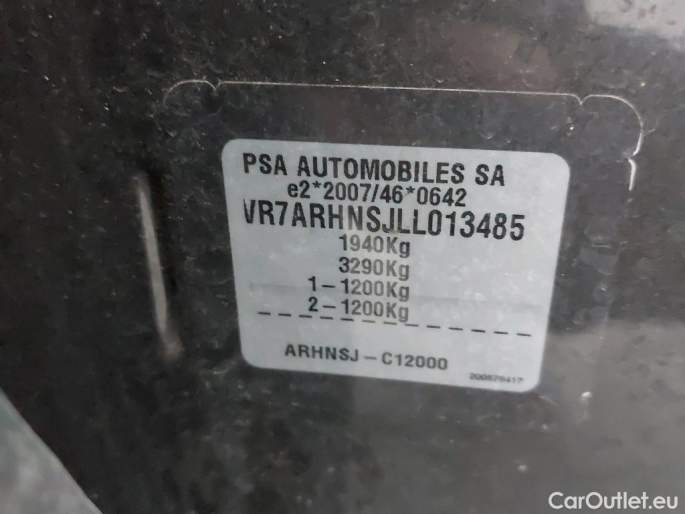 PSA AUTOMOBILES SA
e2*2007/46*0642
VR7ARHNSJLL013485
1940Kg
3290Kg
1-1200Kg
2-1200Kg
ARHNSJ-C12000
CarOutlet.eu